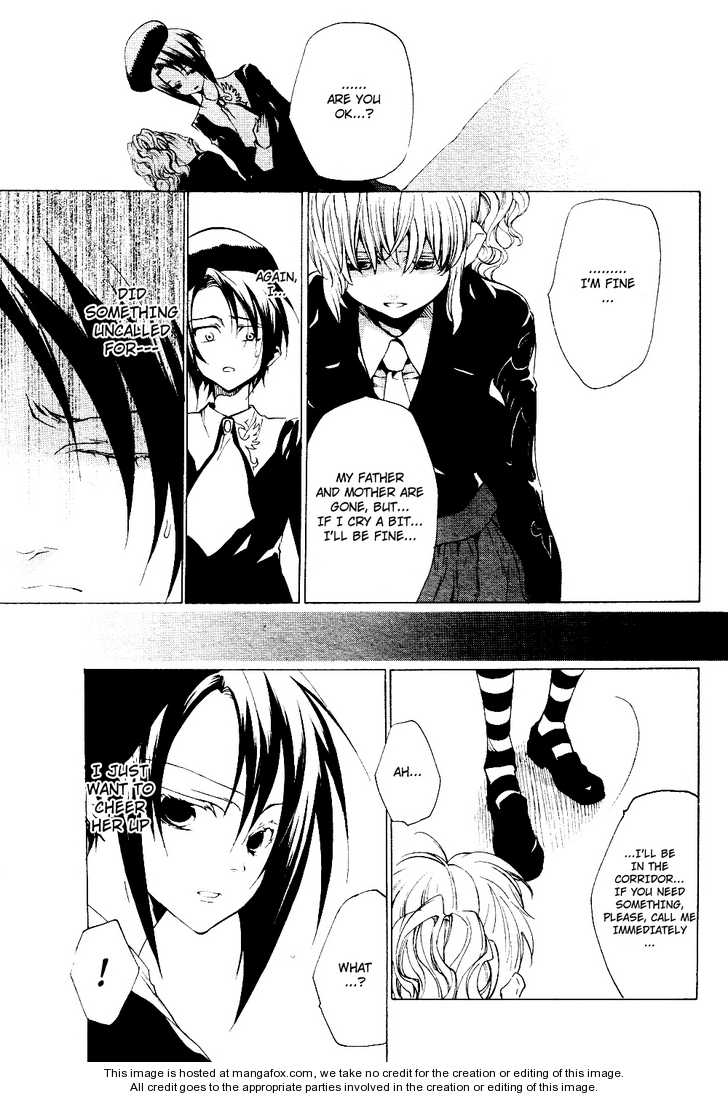 ......
ARE YOU
OK...?
.........
I'M FINE
...
MY FATHER
AND MOTHER ARE
GONE, BUT...
IF I CRY A BIT...
I'LL BE FINE...
AGAIN,
I...
DID
SOMETHING
UNCALLED
FOR---
...I'LL BE
IN THE
CORRIDOR...
IF YOU NEED
SOMETHING,
PLEASE, CALL ME
IMMEDIATELY
...
AH...
I JUST
WANT TO
CHEER
HER UP
WHAT
...?
!
This image is hosted at mangafox.com, we take no credit for the creation or editing of this image.
All credit goes to the appropriate parties involved in the creation or editing of this image.